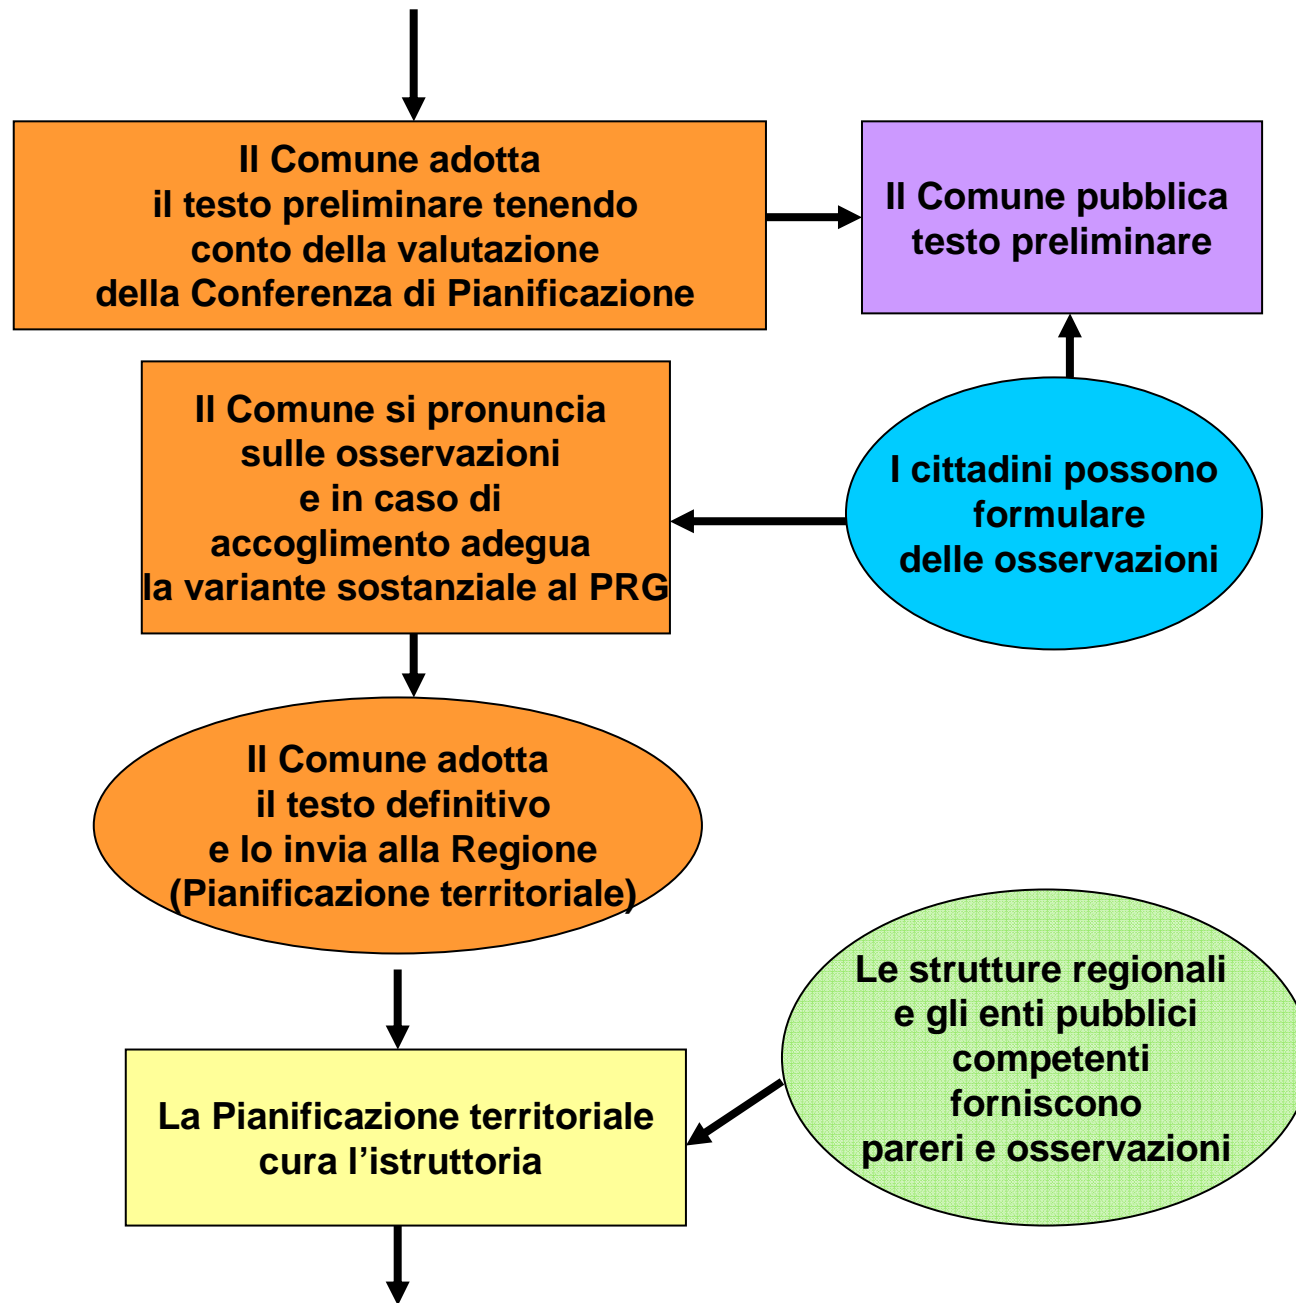 Il Comune adotta
il testo preliminare tenendo
conto della valutazione
della Conferenza di Pianificazione
Il Comune pubblica
testo preliminare
Il Comune si pronuncia
sulle osservazioni
e in caso di
accoglimento adegua
la variante sostanziale al PRG
I cittadini possono
formulare
delle osservazioni
Il Comune adotta
il testo definitivo
e lo invia alla Regione
(Pianificazione territoriale)
Le strutture regionali
e gli enti pubblici
competenti
forniscono
pareri e osservazioni
La Pianificazione territoriale
cura l’istruttoria